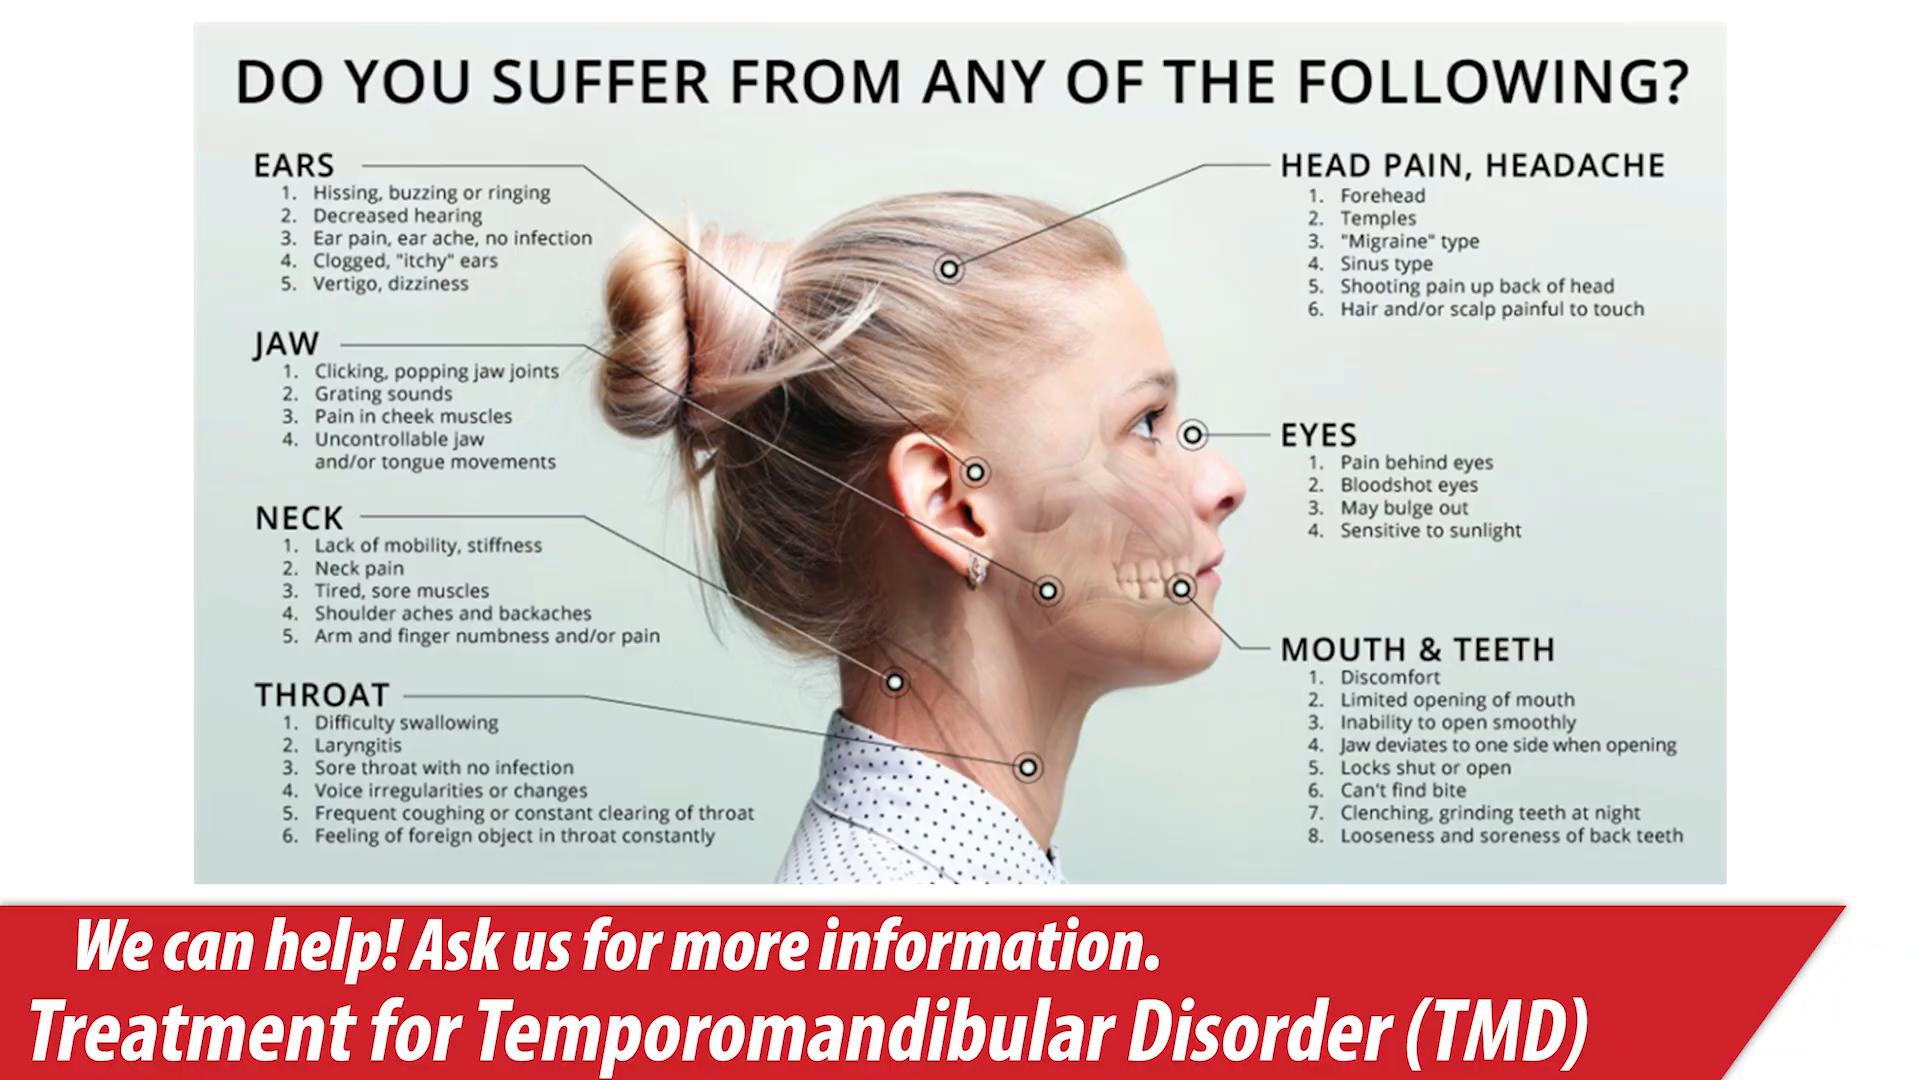 DO YOU SUFFER FROM ANY OF THE FOLLOWING?
EARS
1. Hissing, buzzing or ringing
2. Decreased hearing
3. Ear pain, ear ache, no infection
4. Clogged, "itchy" ears
5. Vertigo, dizziness
JAW
1. Clicking, popping jaw joints
2. Grating sounds
3. Pain in cheek muscles
4. Uncontrollable jaw
and/or tongue movements
NECK
1. Lack of mobility, stiffness
2. Neck pain
3. Tired, sore muscles
4. Shoulder aches and backaches
5. Arm and finger numbness and/or pain
THROAT
1. Difficulty swallowing
2. Laryngitis
3. Sore throat with no infection
4. Voice irregularities or changes
5. Frequent coughing or constant clearing of throat
6. Feeling of foreign object in throat constantly
HEAD PAIN, HEADACHE
1. Forehead
2. Temples
3. "Migraine" type
4. Sinus type
5. Shooting pain up back of head
6. Hair and/or scalp painful to touch
EYES
1. Pain behind eyes
2. Bloodshot eyes
3. May bulge out
4. Sensitive to sunlight
MOUTH & TEETH
1. Discomfort
2. Limited opening of mouth
3. Inability to open smoothly
4. Jaw deviates to one side when opening
5. Locks shut or open
6. Can't find bite
7. Clenching, grinding teeth at night
8. Looseness and soreness of back teeth
We can help! Ask us for more information.
Treatment for Temporomandibular Disorder (TMD)